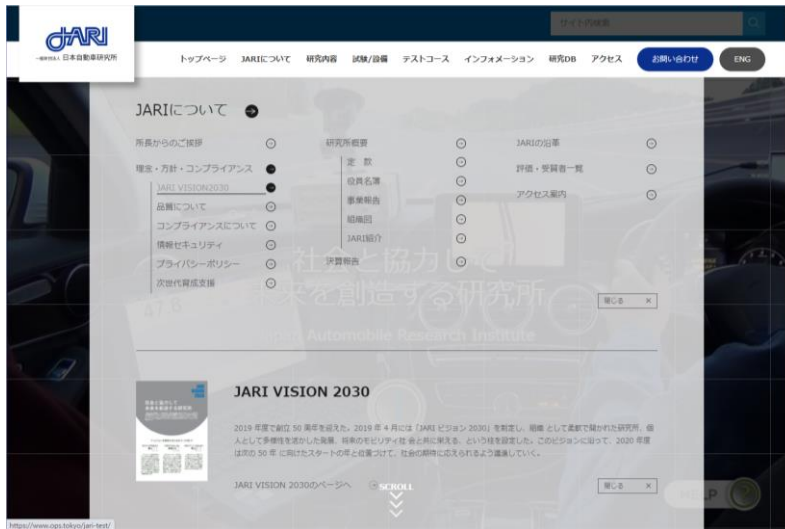 サイト内検索
JARI
一般財団法人 日本自動車研究所
トップページ JARIについて 研究内容 試験/設備 テストコース インフォメーション 研究DB アクセス お問い合わせ ENG
JARIについて
所長からのご挨拶
理念・方針・コンプライアンス
JARI VISION2030
品質について
コンプライアンスについて
情報セキュリティ
プライバシーポリシー
次世代育成支援
研究所概要
定 款
役員名簿
事業報告
組織図
JARI紹介
決算報告
JARIの沿革
評価・受賞者一覧
アクセス案内
社会と協力して
未来を創造する研究所
Japan Automobile Research Institute
47.8
閉じる ×
JARI VISION 2030
2019 年度で創立 50 周年を迎えた。2019 年 4 月には「JARI ビジョン 2030」を制定し、組織 として柔軟で開かれた研究所、個
人として多様性を活かした発展、将来のモビリティ社 会と共に栄える、という柱を設定した。このビジョンに沿って、2020 年度
は次の 50 年 に向けたスタートの年と位置づけて、社会の期待に応えられるよう邁進していく。
JARI VISION 2030のページへ
SCROLL
閉じる ×
HELP
https://www.ops.tokyo/jari-test/